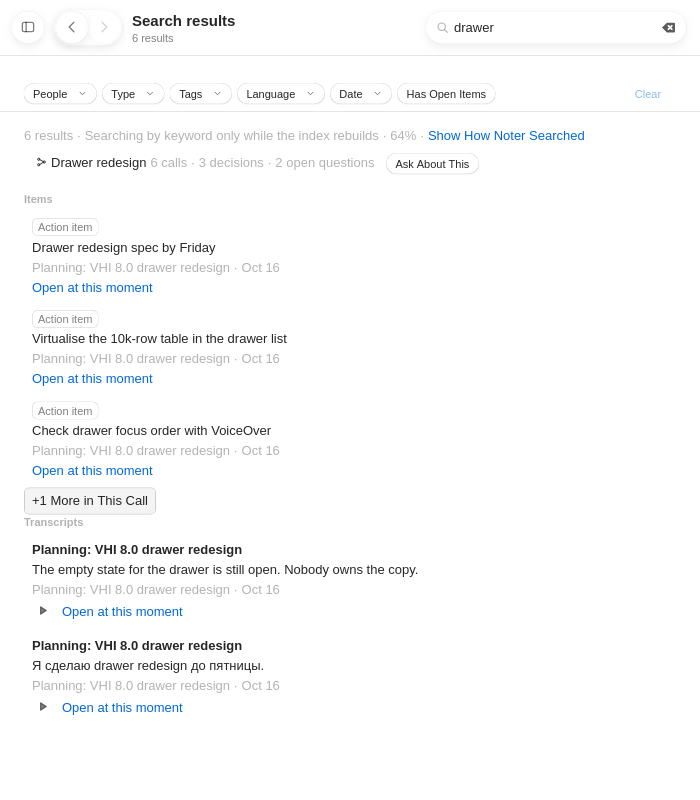 Search results
6 results
drawer
People
Type
Tags
Language
Date
Has Open Items
Clear
6 results · Searching by keyword only while the index rebuilds · 64% · Show How Noter Searched
Drawer redesign 6 calls · 3 decisions · 2 open questions
Ask About This
Items
Action item
Drawer redesign spec by Friday
Planning: VHI 8.0 drawer redesign · Oct 16
Open at this moment
Action item
Virtualise the 10k-row table in the drawer list
Planning: VHI 8.0 drawer redesign · Oct 16
Open at this moment
Action item
Check drawer focus order with VoiceOver
Planning: VHI 8.0 drawer redesign · Oct 16
Open at this moment
+1 More in This Call
Transcripts
Planning: VHI 8.0 drawer redesign
The empty state for the drawer is still open. Nobody owns the copy.
Planning: VHI 8.0 drawer redesign · Oct 16
Open at this moment
Planning: VHI 8.0 drawer redesign
Я сделаю drawer redesign до пятницы.
Planning: VHI 8.0 drawer redesign · Oct 16
Open at this moment